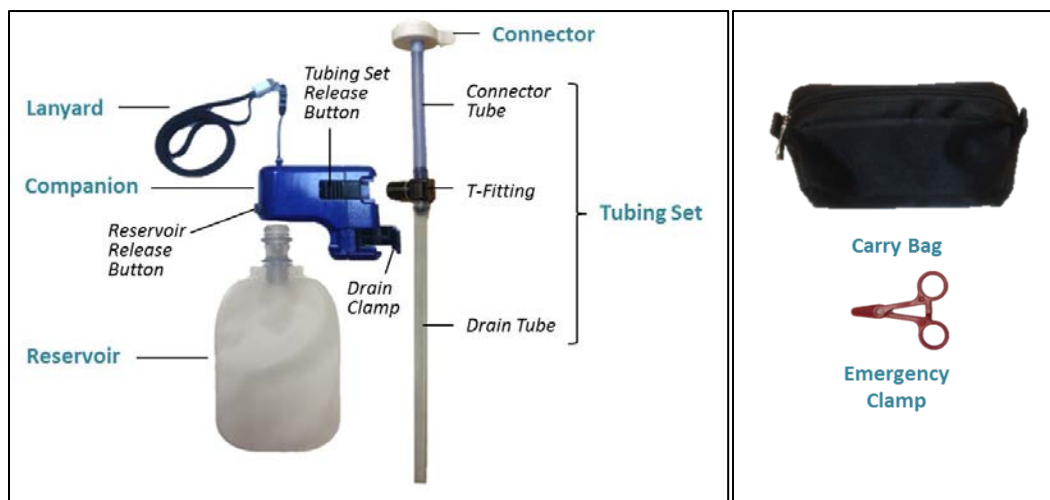 Connector
Tubing Set
Release
Button
Connector
Tube
Lanyard
Companion
T-Fitting
Tubing Set
Reservoir
Release
Button
Drain
Clamp
Drain Tube
Reservoir
Carry Bag
Emergency
Clamp